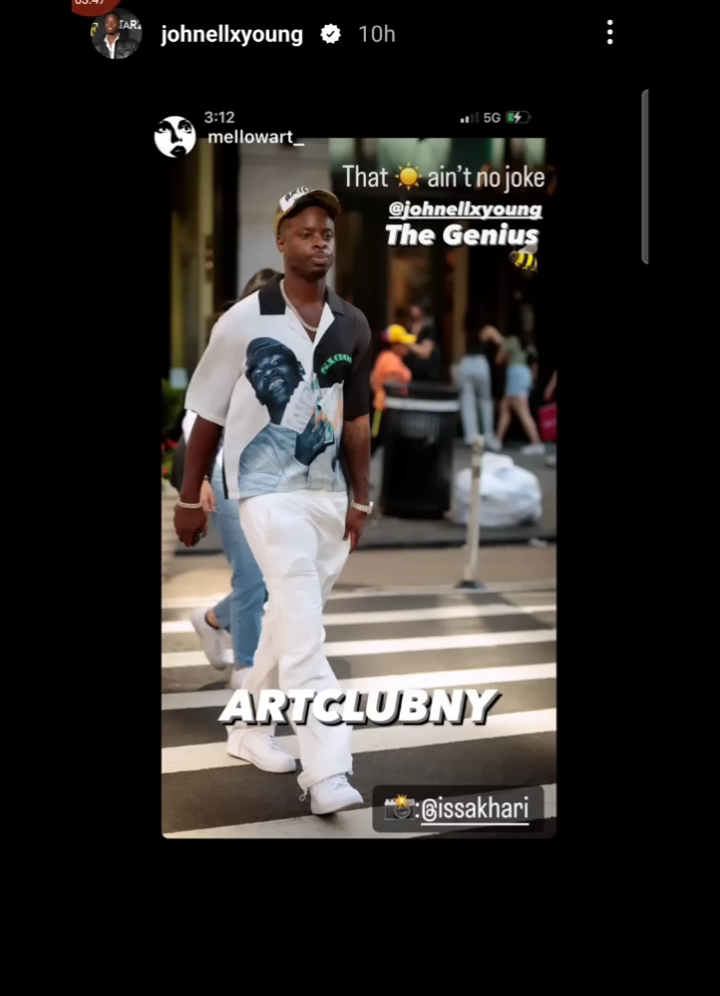 johnellxyoung 10h
3:12
5G
mellowart_
That ☀️ ain't no joke
@johnellxyoung
The Genius
🐝
ARTCLUBNY
📸:@issakhari